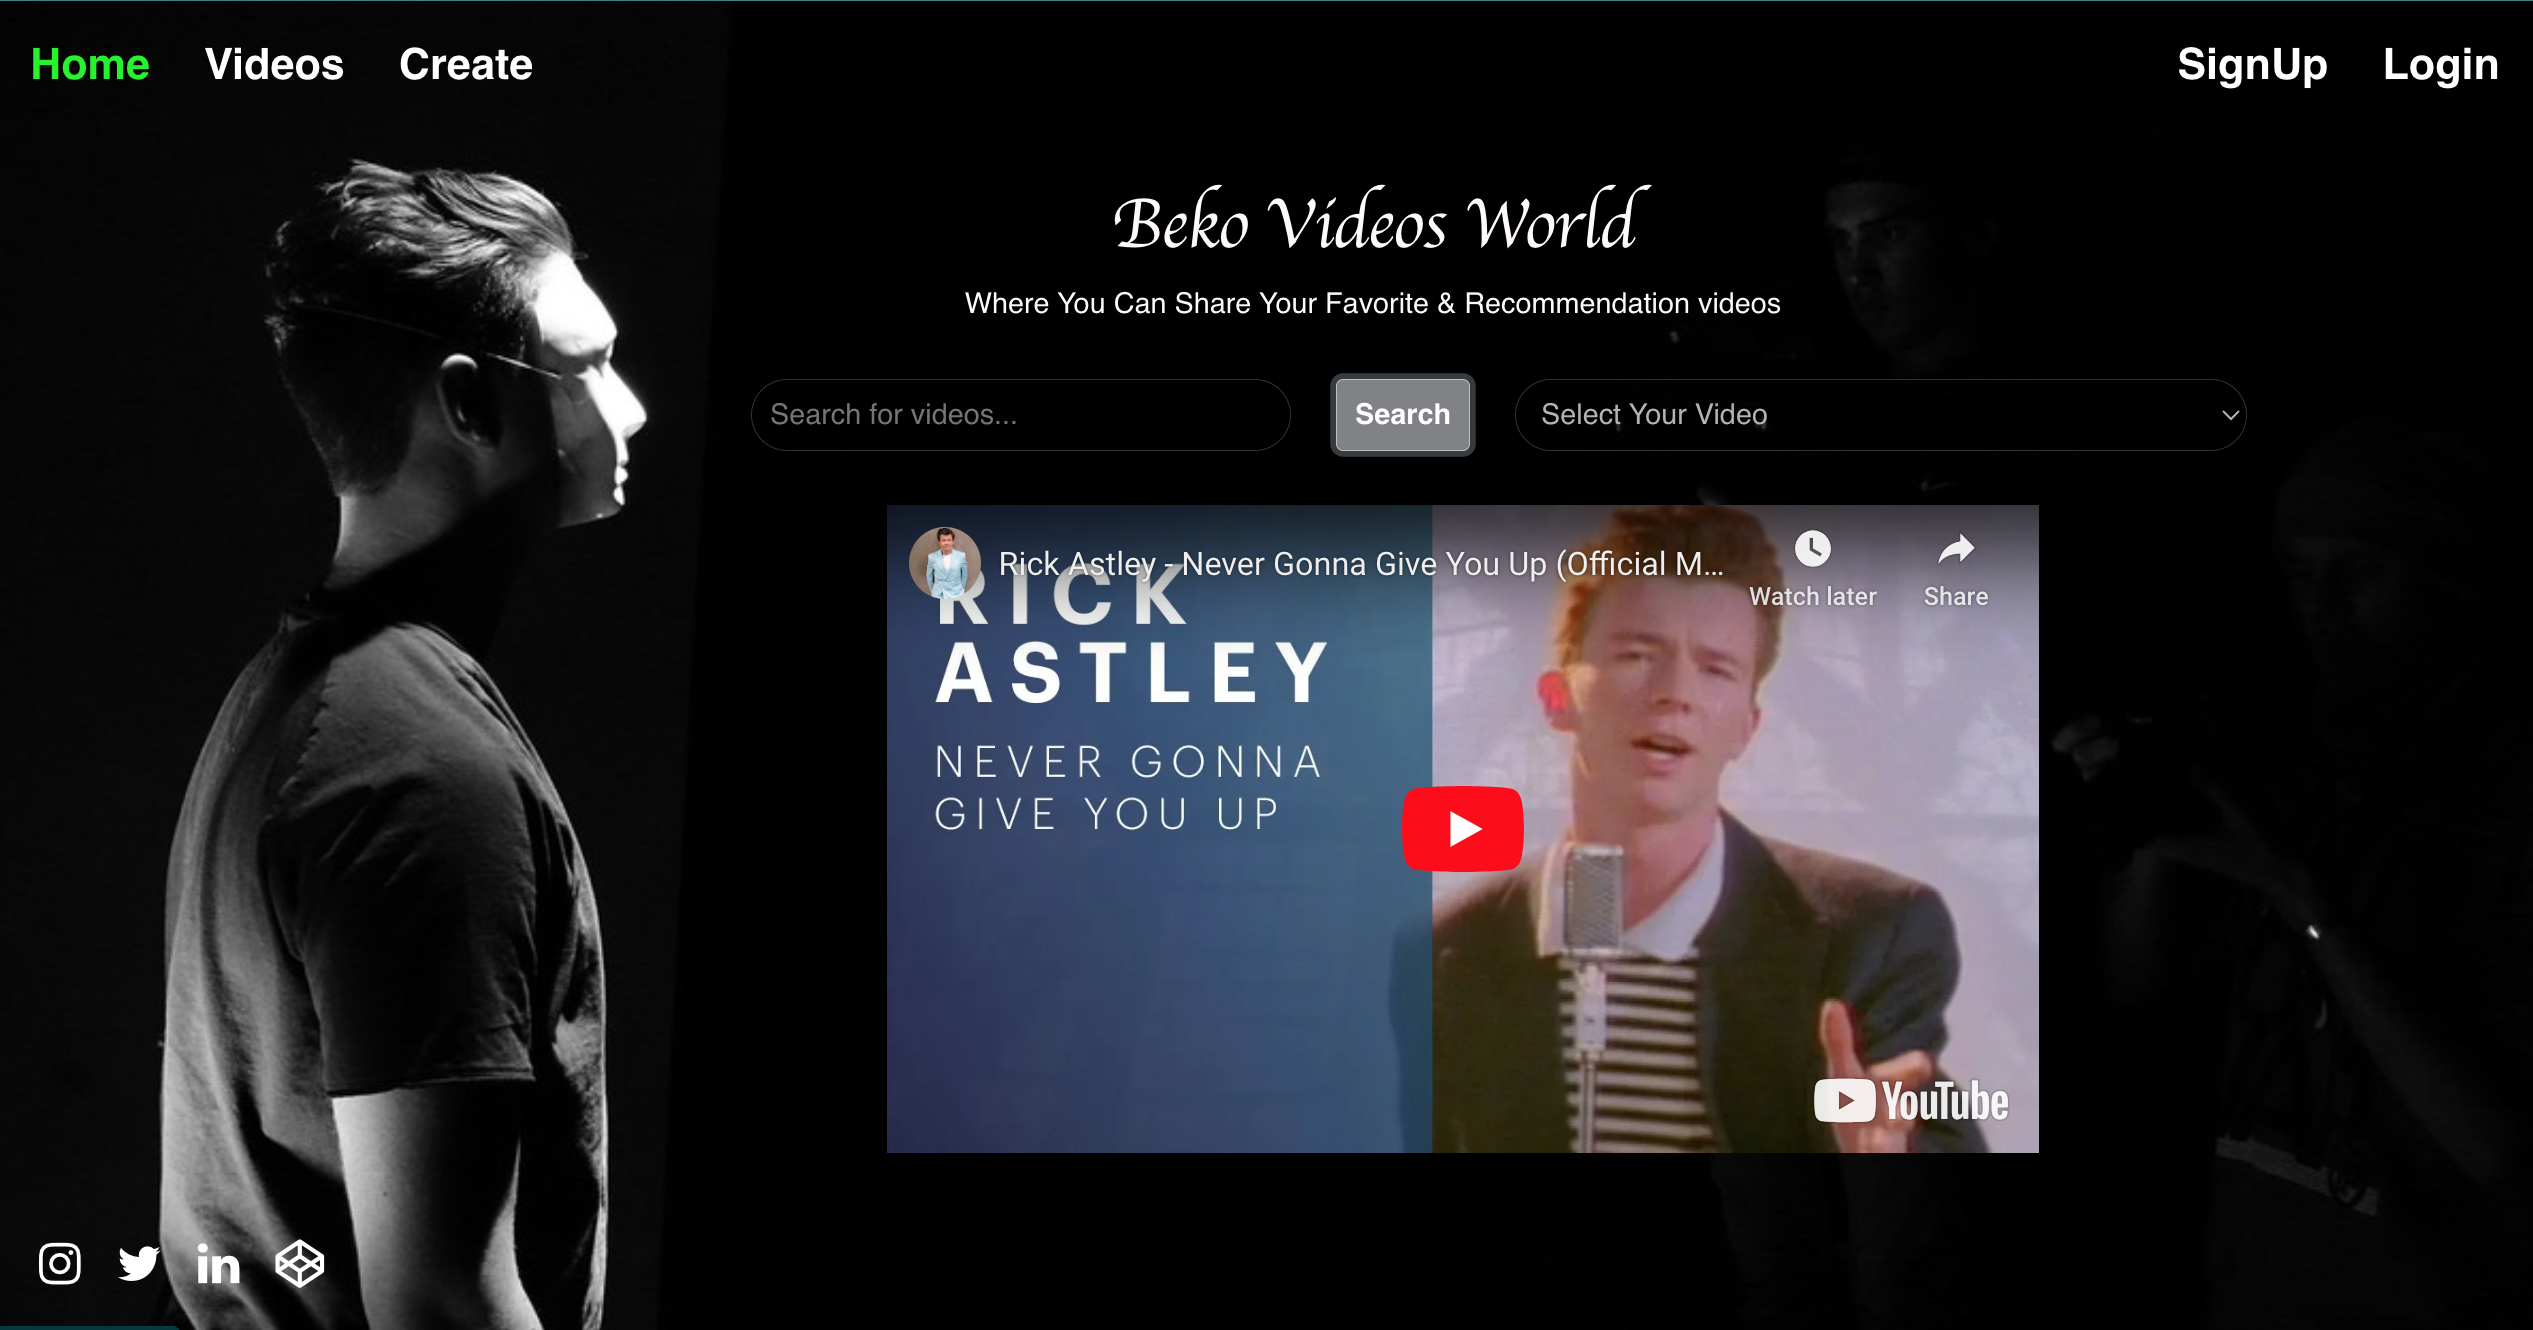 Home Videos Create SignUp Login
Beko Videos World
Where You Can Share Your Favorite & Recommendation videos
Search for videos... Search Select Your Video
Rick Astley - Never Gonna Give You Up (Official M...
Watch later Share
RICK
ASTLEY
NEVER GONNA
GIVE YOU UP
YouTube
in